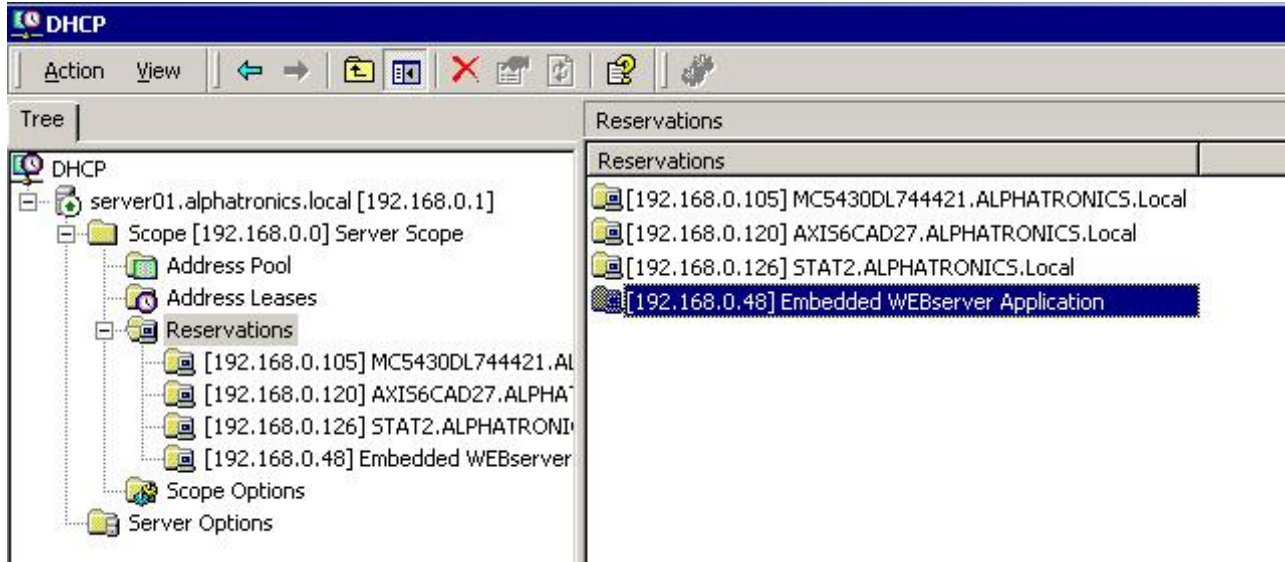 DHCP
Action View
Tree
Reservations
DHCP
server01.alphatronics.local [192.168.0.1]
Scope [192.168.0.0] Server Scope
Address Pool
Address Leases
Reservations
[192.168.0.105] MC5430DL744421.AL
[192.168.0.120] AXIS6CAD27.ALPHAT
[192.168.0.126] STAT2.ALPHATRONI
[192.168.0.48] Embedded WEBserver
Scope Options
Server Options
Reservations
[192.168.0.105] MC5430DL744421.ALPHATRONICS.Local
[192.168.0.120] AXIS6CAD27.ALPHATRONICS.Local
[192.168.0.126] STAT2.ALPHATRONICS.Local
[192.168.0.48] Embedded WEBserver Application